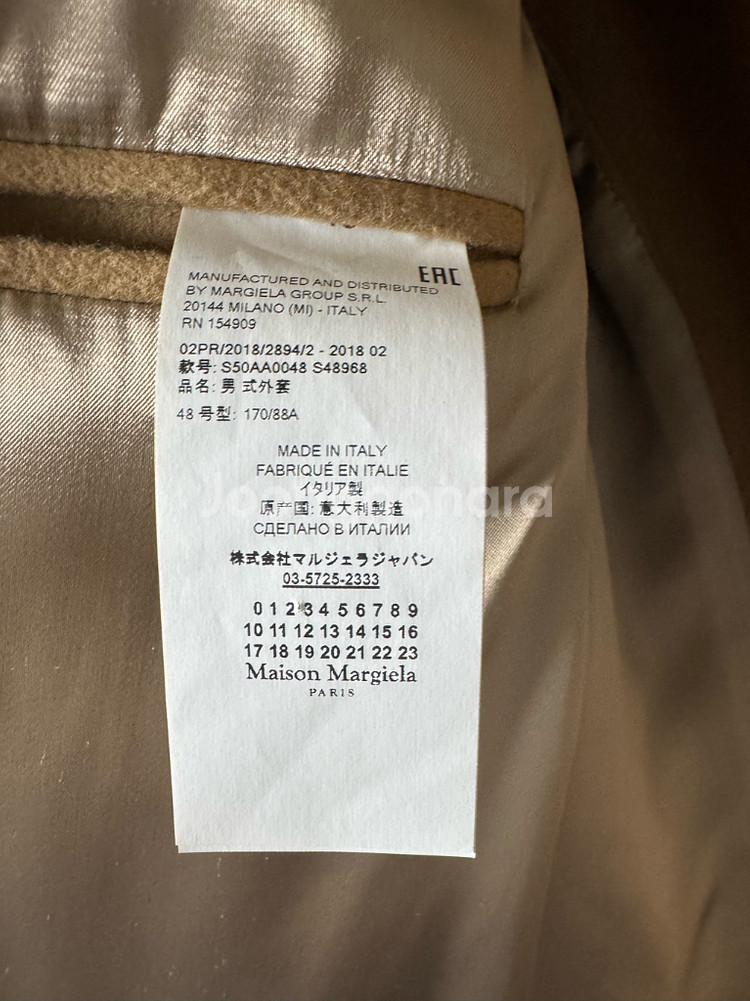 EAC
MANUFACTURED AND DISTRIBUTED
BY MARGIELA GROUP S.R.L.
20144 MILANO (MI) - ITALY
RN 154909
02PR/2018/2894/2 - 2018 02
款号: S50AA0048 S48968
品名: 男 式外套
48 号型: 170/88A
MADE IN ITALY
FABRIQUÉ EN ITALIE
イタリア製
原产国: 意大利製造
СДЕЛАНО В ИТАЛИИ
株式会社マルジェラジャパン
03-5725-2333
0 1 2 3 4 5 6 7 8 9
10 11 12 13 14 15 16
17 18 19 20 21 22 23
Maison Margiela
PARIS